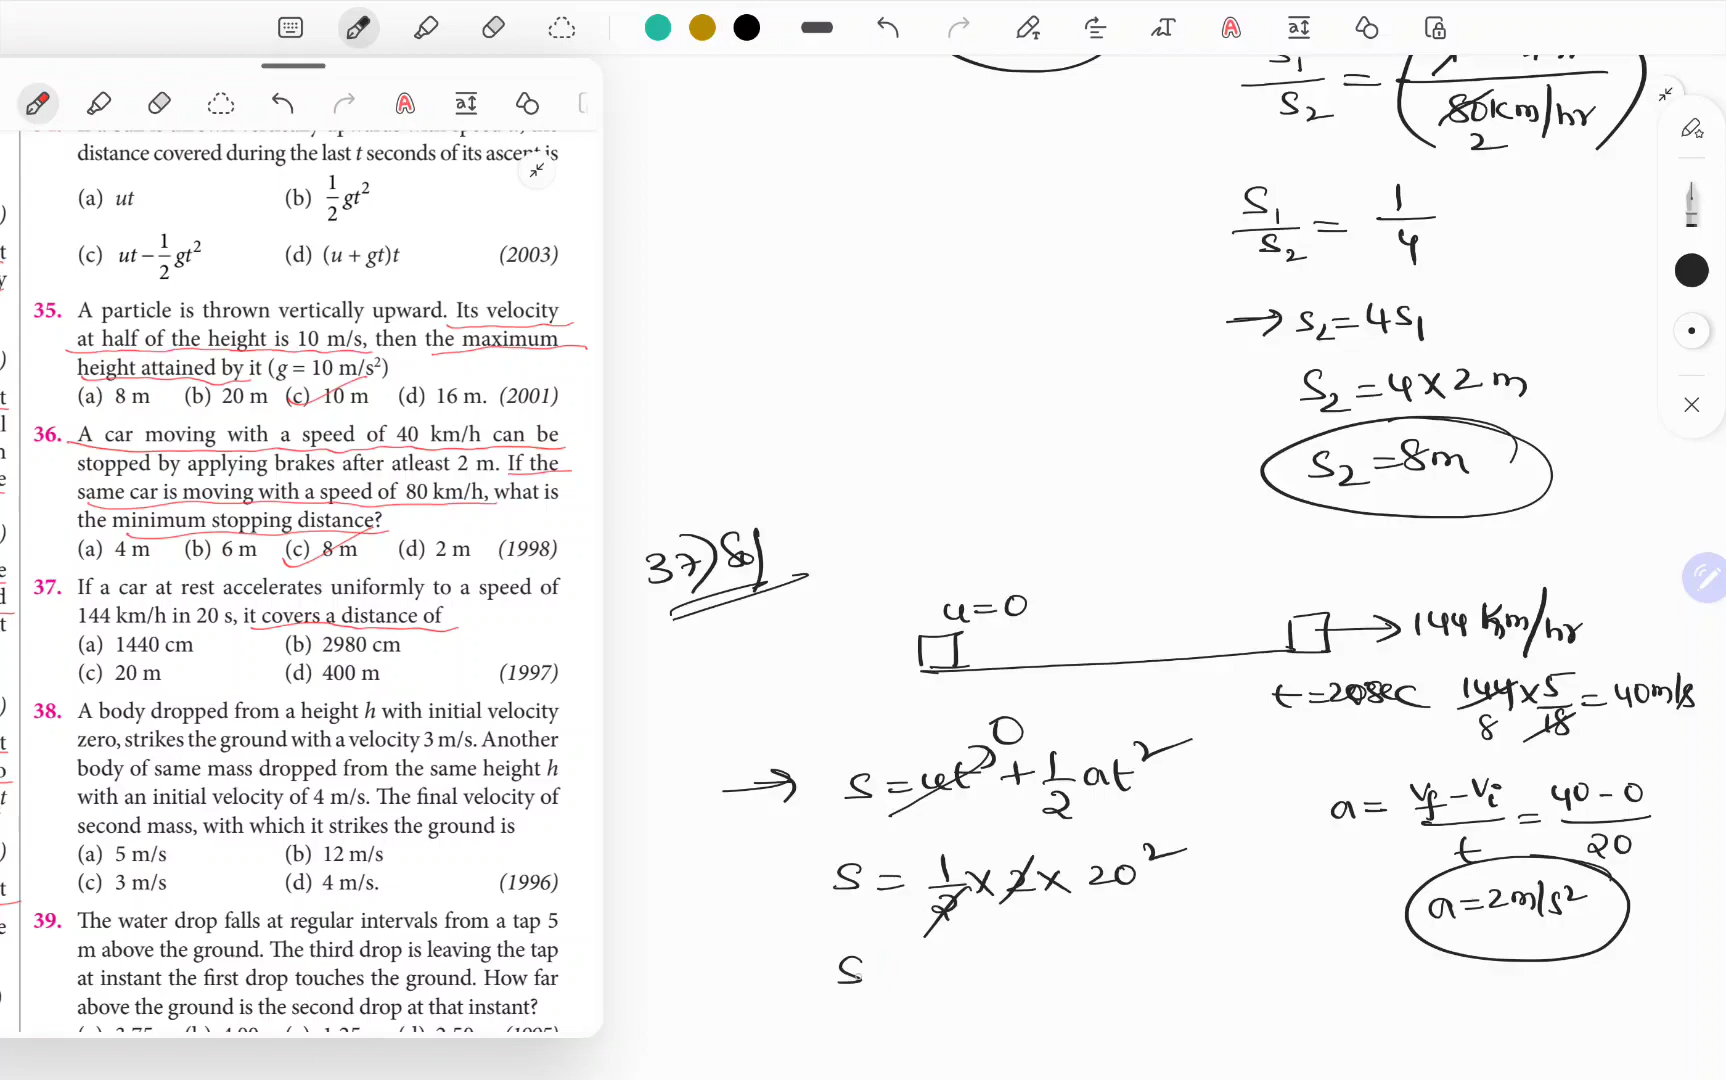 distance covered during the last t seconds of its ascent is
(a) ut (b) 1/2 gt²
(c) ut – 1/2 gt² (d) (u + gt)t (2003)
35. A particle is thrown vertically upward. Its velocity
at half of the height is 10 m/s, then the maximum
height attained by it (g = 10 m/s²)
(a) 8 m (b) 20 m (c) 10 m (d) 16 m. (2001)
36. A car moving with a speed of 40 km/h can be
stopped by applying brakes after atleast 2 m. If the
same car is moving with a speed of 80 km/h, what is
the minimum stopping distance?
(a) 4 m (b) 6 m (c) 8 m (d) 2 m (1998)
37. If a car at rest accelerates uniformly to a speed of
144 km/h in 20 s, it covers a distance of
(a) 1440 cm (b) 2980 cm
(c) 20 m (d) 400 m (1997)
38. A body dropped from a height h with initial velocity
zero, strikes the ground with a velocity 3 m/s. Another
body of same mass dropped from the same height h
with an initial velocity of 4 m/s. The final velocity of
second mass, with which it strikes the ground is
(a) 5 m/s (b) 12 m/s
(c) 3 m/s (d) 4 m/s. (1996)
39. The water drop falls at regular intervals from a tap 5
m above the ground. The third drop is leaving the tap
at instant the first drop touches the ground. How far
above the ground is the second drop at that instant?
S₁/S₂ = ( 80km/hr 2 )
S₁/S₂ = 1/4
→ S₂ = 4S₁
S₂ = 4 × 2 m
S₂ = 8m
37) Sol
u = 0
→ 144 Km/hr
t = 20sec 144 × 5/18 = 40m/s
8
0
→ S = ut + 1/2 at²
a = Vf – Vi / t = 40 – 0 / 20
S = 1/2 × 2 × 20²
a = 2m/s²
S